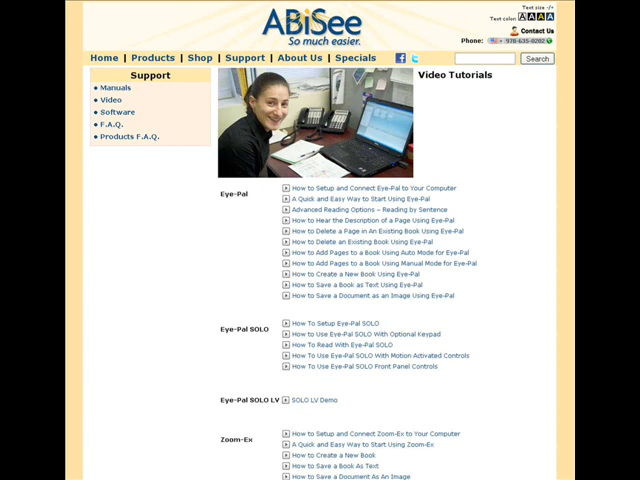 ABiSee
So much easier.
Text size -/+
Text color: A A A A
Contact Us
Phone: 978-635-0202
Home | Products | Shop | Support | About Us | Specials
Search
Support
Manuals
Video
Software
F.A.Q.
Products F.A.Q.
Video Tutorials
Eye-Pal
How to Setup and Connect Eye-Pal to Your Computer
A Quick and Easy Way to Start Using Eye-Pal
Advanced Reading Options – Reading by Sentence
How to Hear the Description of a Page Using Eye-Pal
How to Delete a Page in An Existing Book Using Eye-Pal
How to Delete an Existing Book Using Eye-Pal
How to Add Pages to a Book Using Auto Mode for Eye-Pal
How to Add Pages to a Book Using Manual Mode for Eye-Pal
How to Create a New Book Using Eye-Pal
How to Save a Book as Text Using Eye-Pal
How to Save a Document as an Image Using Eye-Pal
Eye-Pal SOLO
How To Setup Eye-Pal SOLO
How to Use Eye-Pal SOLO With Optional Keypad
How To Read With Eye-Pal SOLO
How To Use Eye-Pal SOLO With Motion Activated Controls
How To Use Eye-Pal SOLO Front Panel Controls
Eye-Pal SOLO LV
SOLO LV Demo
Zoom-Ex
How to Setup and Connect Zoom-Ex to Your Computer
A Quick and Easy Way to Start Using Zoom-Ex
How to Create a New Book
How to Save a Book As Text
How to Save a Document As An Image